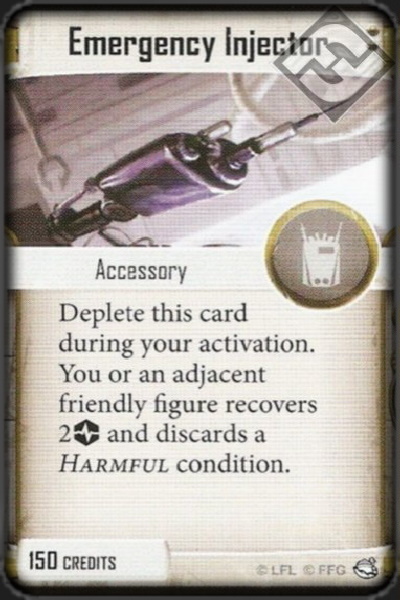 Emergency Injector
Accessory
Deplete this card
during your activation.
You or an adjacent
friendly figure recovers
2 and discards a
HARMFUL condition.
150 CREDITS
© LFL © FFG